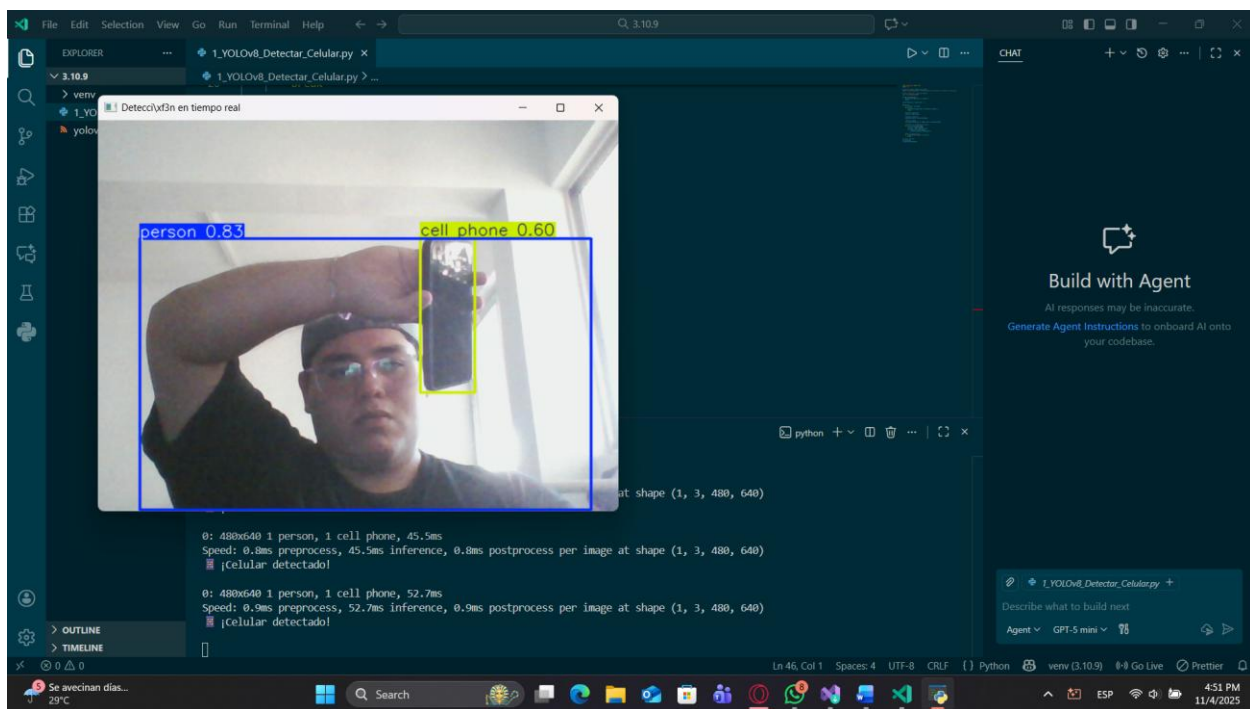 File Edit Selection View Go Run Terminal Help
3.10.9
EXPLORER
1_YOLOv8_Detectar_Celular.py
CHAT
3.10.9
1_YOLOv8_Detectar_Celular.py > ...
venv
1_YO
yolov
Detecci\xf3n en tiempo real
person 0.83
cell phone 0.60
Build with Agent
AI responses may be inaccurate.
Generate Agent Instructions to onboard AI onto
your codebase.
python
at shape (1, 3, 480, 640)
0: 480x640 1 person, 1 cell phone, 45.5ms
Speed: 0.8ms preprocess, 45.5ms inference, 0.8ms postprocess per image at shape (1, 3, 480, 640)
¡Celular detectado!
0: 480x640 1 person, 1 cell phone, 52.7ms
Speed: 0.9ms preprocess, 52.7ms inference, 0.9ms postprocess per image at shape (1, 3, 480, 640)
¡Celular detectado!
1_YOLOv8_Detectar_Celular.py +
Describe what to build next
Agent GPT-5 mini
OUTLINE
TIMELINE
0 0
Ln 46, Col 1 Spaces: 4 UTF-8 CRLF {} Python venv (3.10.9) Go Live Prettier
5 Se avecinan días...
29°C
Search
8
ESP
4:51 PM
11/4/2025